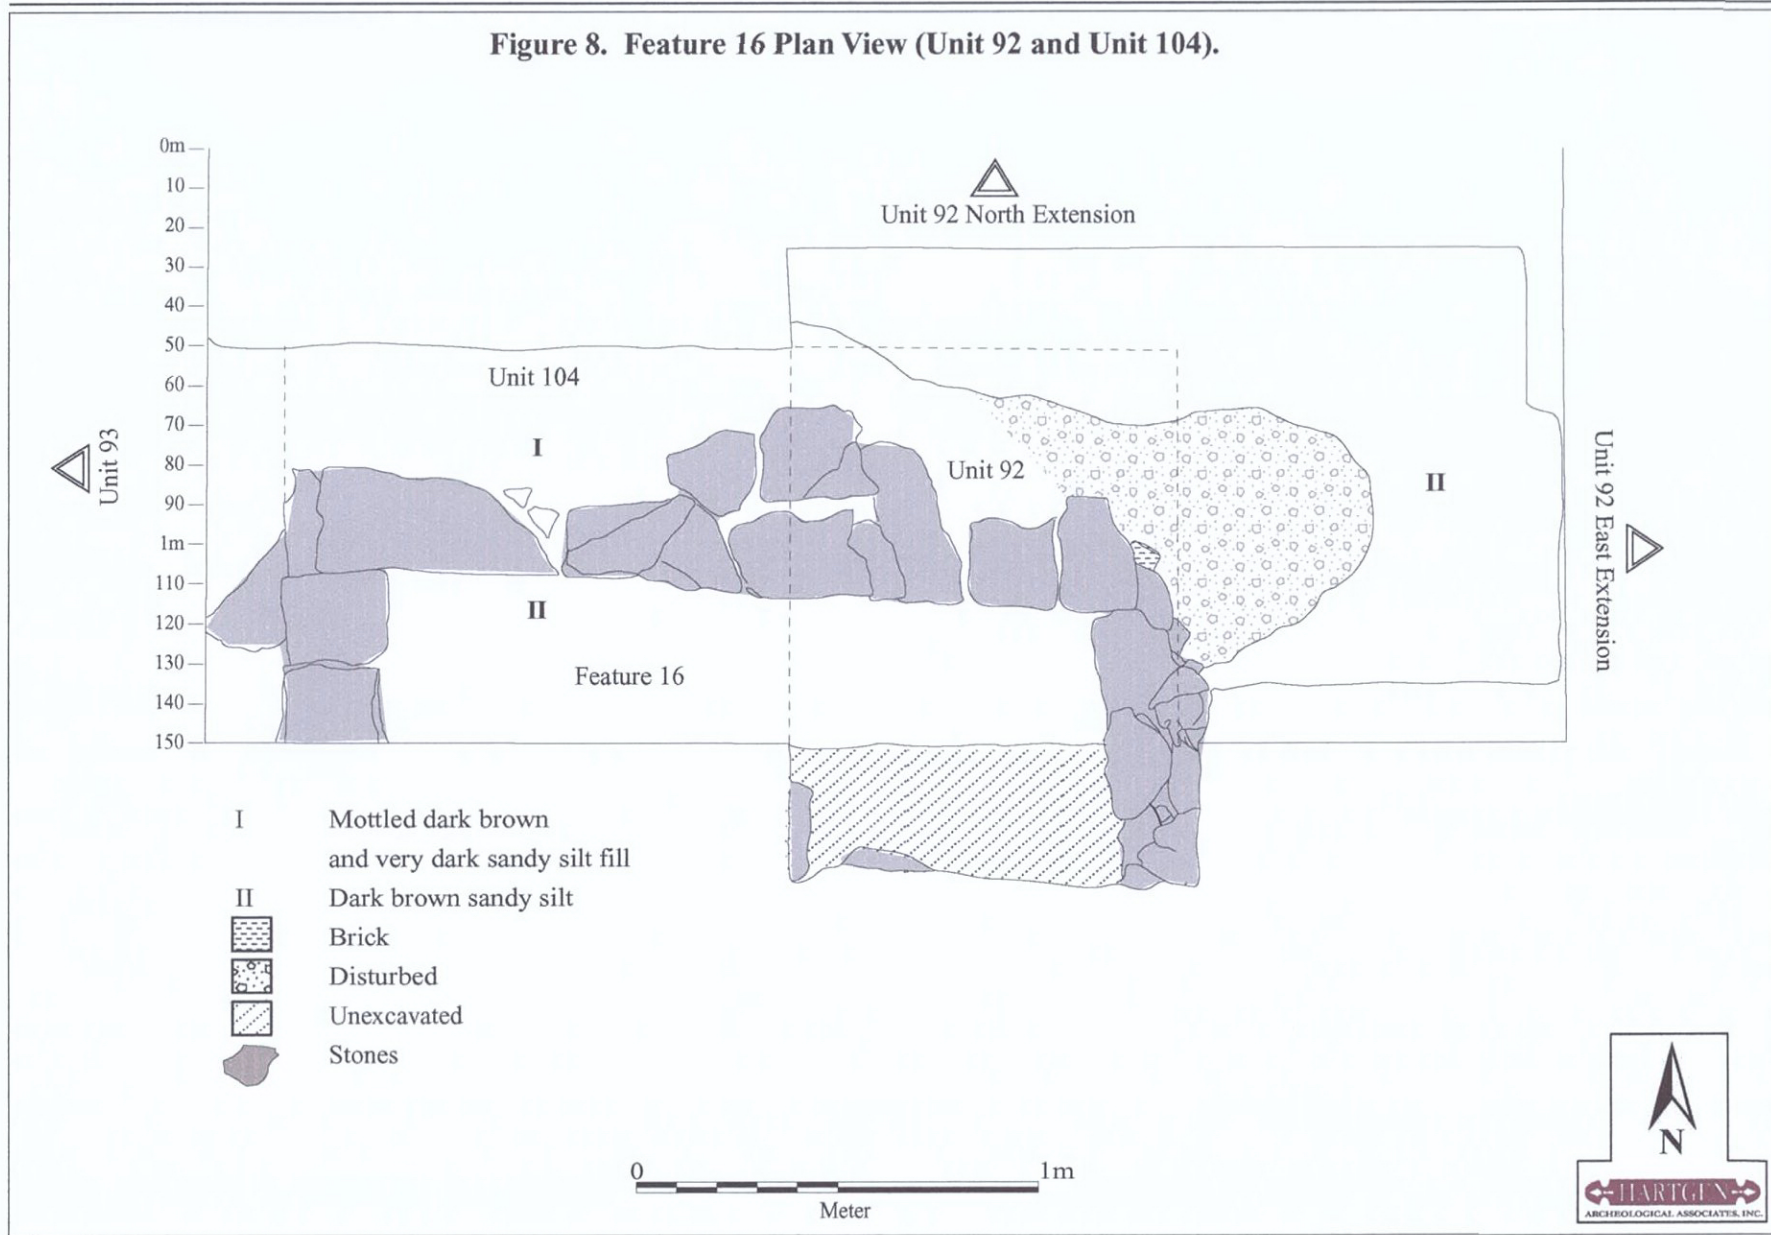 Figure 8. Feature 16 Plan View (Unit 92 and Unit 104).
0m
10
20
30
40
50
60
70
80
90
1m
110
120
130
140
150
Unit 92 North Extension
Unit 104
I
Unit 93
Unit 92
II
Unit 92 East Extension
II
Feature 16
I Mottled dark brown
and very dark sandy silt fill
II Dark brown sandy silt
Brick
Disturbed
Unexcavated
Stones
0 1m
Meter
N
HARTGEN
ARCHEOLOGICAL ASSOCIATES, INC.